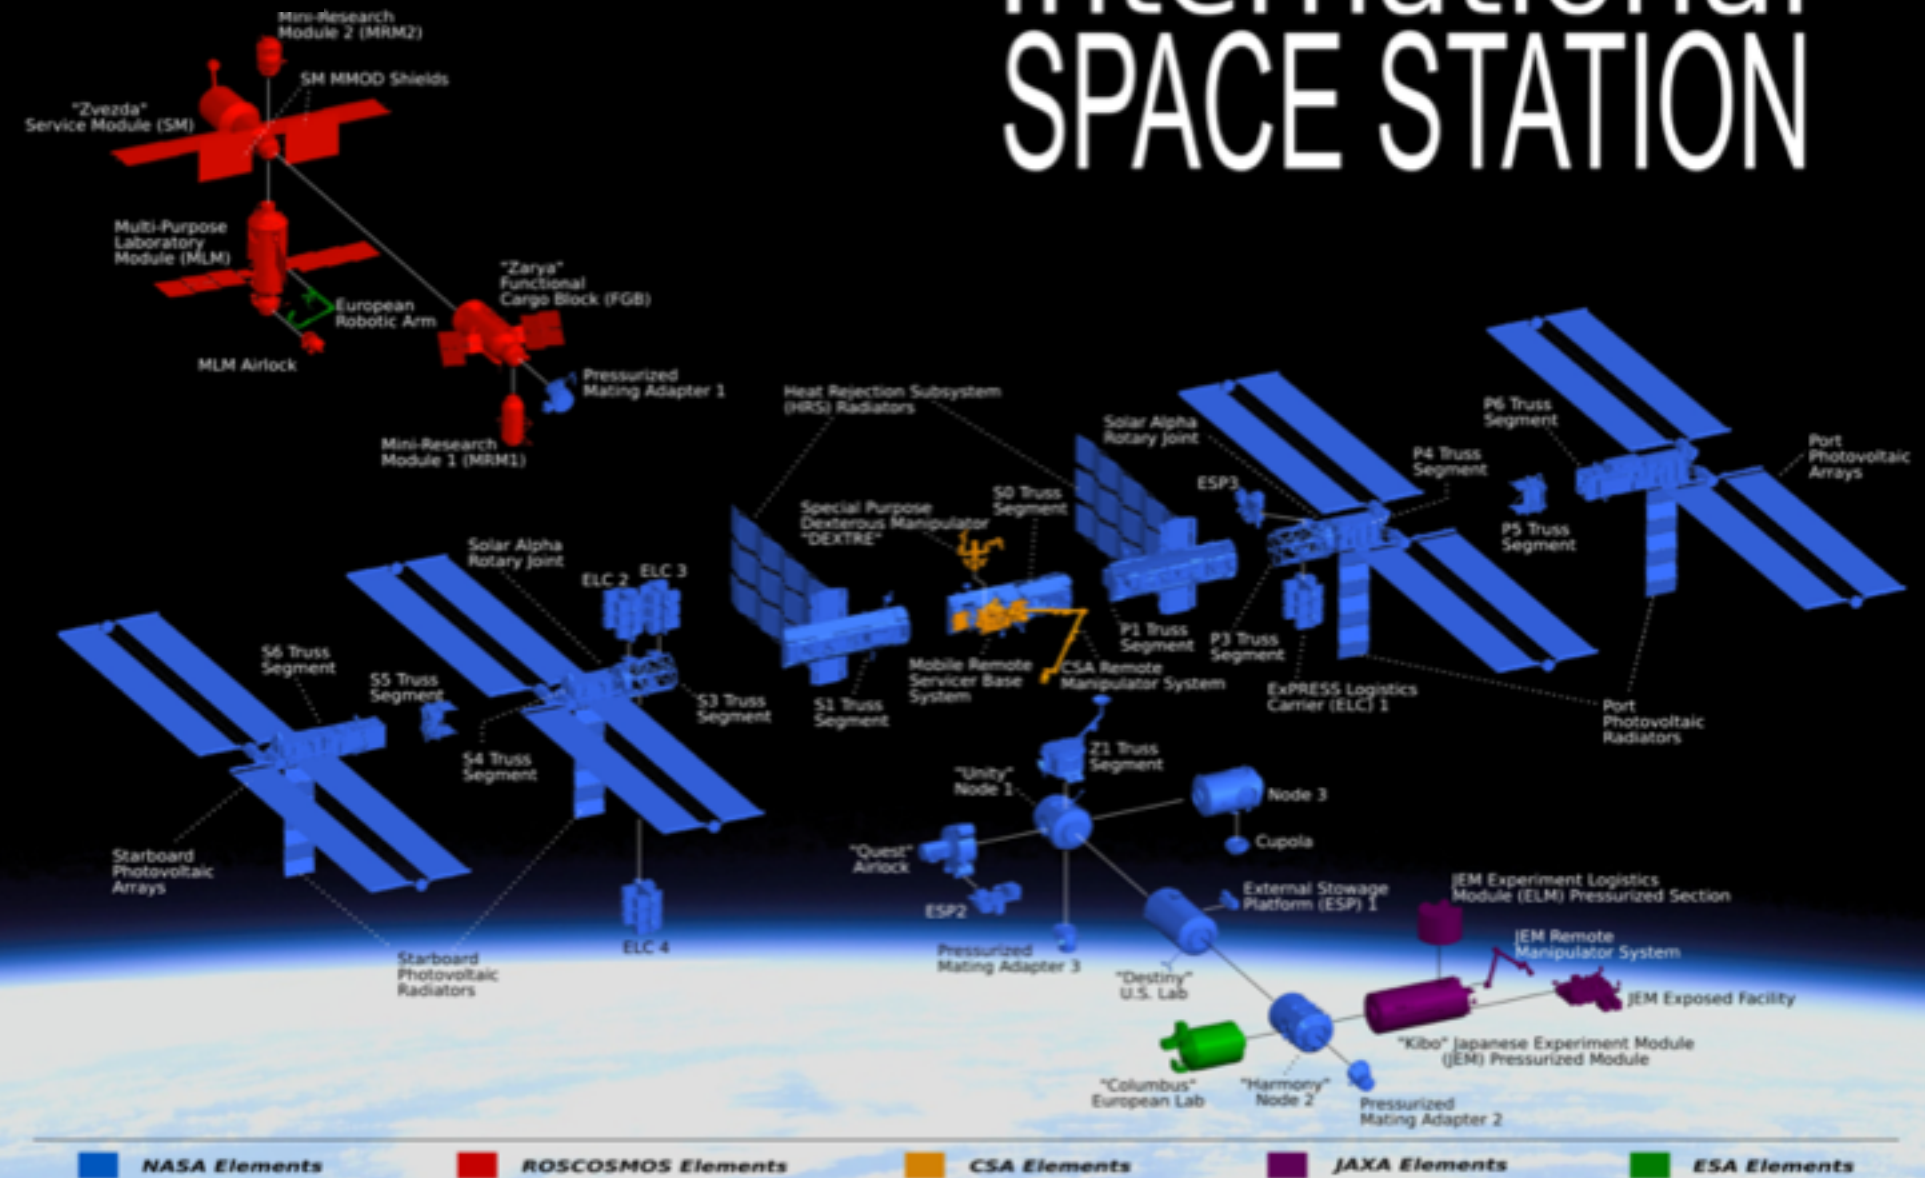 International
SPACE STATION
Mini-Research
Module 2 (MRM2)
SM MMOD Shields
"Zvezda"
Service Module (SM)
Multi-Purpose
Laboratory
Module (MLM)
European
Robotic Arm
MLM Airlock
"Zarya"
Functional
Cargo Block (FGB)
Pressurized
Mating Adapter 1
Mini-Research
Module 1 (MRM1)
Heat Rejection Subsystem
(HRS) Radiators
Solar Alpha
Rotary Joint
P6 Truss
Segment
Port
Photovoltaic
Arrays
P4 Truss
Segment
ESP3
S0 Truss
Segment
Special Purpose
Dexterous Manipulator
"DEXTRE"
P5 Truss
Segment
Solar Alpha
Rotary Joint
ELC 2
ELC 3
P1 Truss
Segment
P3 Truss
Segment
S6 Truss
Segment
S5 Truss
Segment
Mobile Remote
Servicer Base
System
CSA Remote
Manipulator System
ExPRESS Logistics
Carrier (ELC) 1
S3 Truss
Segment
S1 Truss
Segment
Port
Photovoltaic
Radiators
S4 Truss
Segment
Z1 Truss
Segment
"Unity"
Node 1
Node 3
Cupola
"Quest"
Airlock
Starboard
Photovoltaic
Arrays
ESP2
External Stowage
Platform (ESP) 1
JEM Experiment Logistics
Module (ELM) Pressurized Section
ELC 4
Pressurized
Mating Adapter 3
JEM Remote
Manipulator System
Starboard
Photovoltaic
Radiators
"Destiny"
U.S. Lab
JEM Exposed Facility
"Kibo" Japanese Experiment Module
(JEM) Pressurized Module
"Columbus"
European Lab
"Harmony"
Node 2
Pressurized
Mating Adapter 2
NASA Elements
ROSCOSMOS Elements
CSA Elements
JAXA Elements
ESA Elements